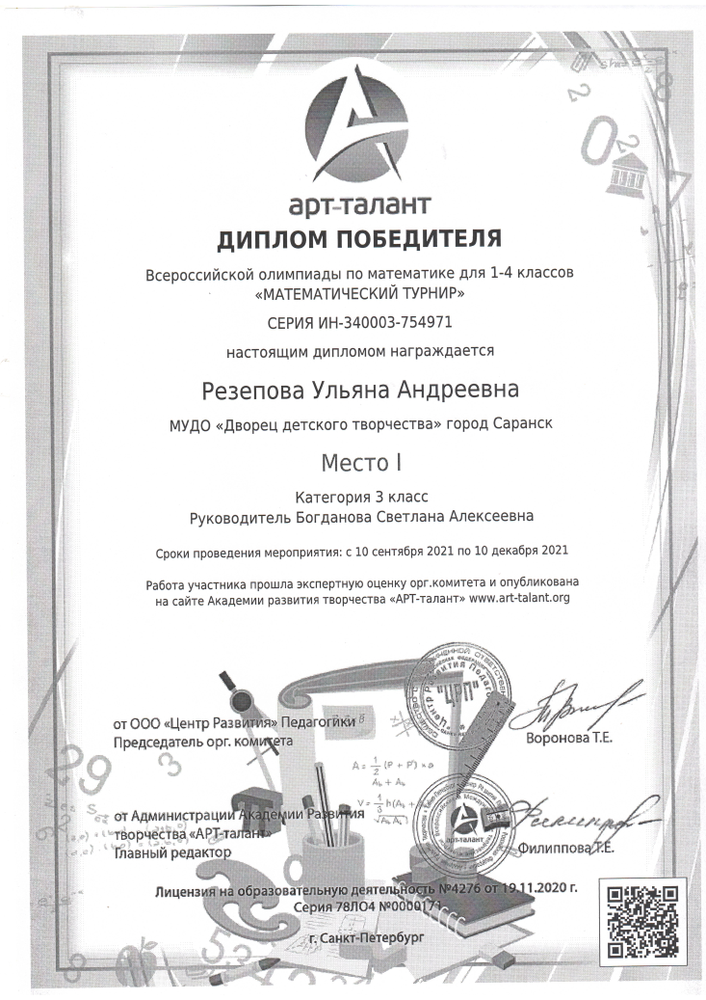 арт-талант
ДИПЛОМ ПОБЕДИТЕЛЯ
Всероссийской олимпиады по математике для 1-4 классов
«МАТЕМАТИЧЕСКИЙ ТУРНИР»
СЕРИЯ ИН-340003-754971
настоящим дипломом награждается
Резепова Ульяна Андреевна
МУДО «Дворец детского творчества» город Саранск
Место I
Категория 3 класс
Руководитель Богданова Светлана Алексеевна
Сроки проведения мероприятия: с 10 сентября 2021 по 10 декабря 2021
Работа участника прошла экспертную оценку орг.комитета и опубликована
на сайте Академии развития творчества «АРТ-талант» www.art-talant.org
"ЦРП"
от ООО «Центр Развития» Педагогики
Председатель орг. комитета
Воронова Т.Е.
от Администрации Академии Развития
творчества «АРТ-талант»
Главный редактор
арт-талант
Филиппова Т.Е.
Лицензия на образовательную деятельность №4276 от 19.11.2020 г.
Серия 78ЛО4 №0000171
г. Санкт-Петербург